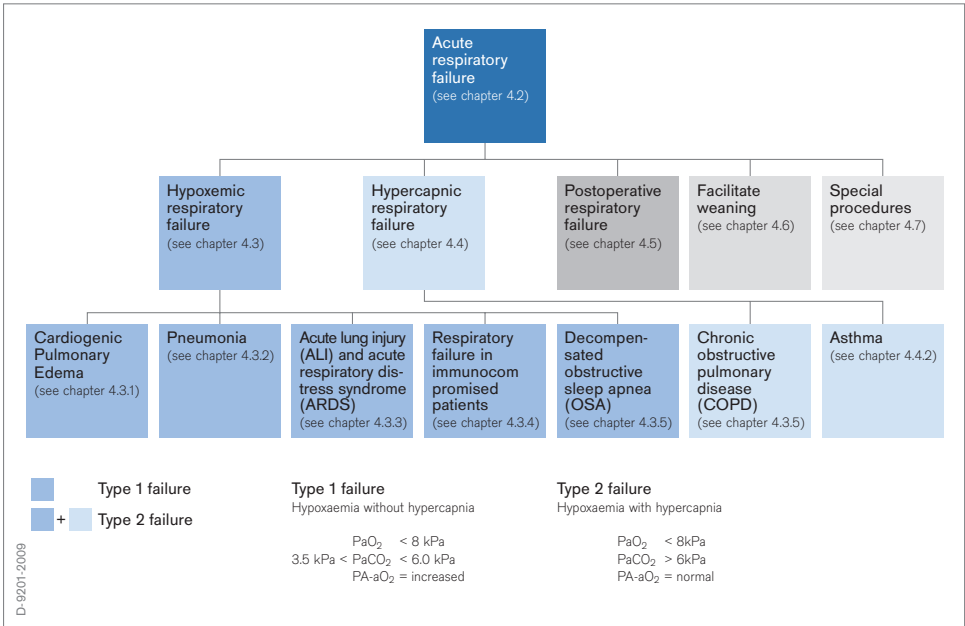 Acute
respiratory
failure
(see chapter 4.2)
Hypoxemic
respiratory
failure
(see chapter 4.3)
Hypercapnic
respiratory
failure
(see chapter 4.4)
Postoperative
respiratory
failure
(see chapter 4.5)
Facilitate
weaning
(see chapter 4.6)
Special
procedures
(see chapter 4.7)
Cardiogenic
Pulmonary
Edema
(see chapter 4.3.1)
Pneumonia
(see chapter 4.3.2)
Acute lung injury
(ALI) and acute
respiratory dis-
tress syndrome
(ARDS)
(see chapter 4.3.3)
Respiratory
failure in
immunocom
promised
patients
(see chapter 4.3.4)
Decompen-
sated
obstructive
sleep apnea
(OSA)
(see chapter 4.3.5)
Chronic
obstructive
pulmonary
disease
(COPD)
(see chapter 4.3.5)
Asthma
(see chapter 4.4.2)
Type 1 failure
+ Type 2 failure
Type 1 failure
Hypoxaemia without hypercapnia
PaO₂ < 8 kPa
3.5 kPa < PaCO₂ < 6.0 kPa
PA-aO₂ = increased
Type 2 failure
Hypoxaemia with hypercapnia
PaO₂ < 8kPa
PaCO₂ > 6kPa
PA-aO₂ = normal
D-9201-2009